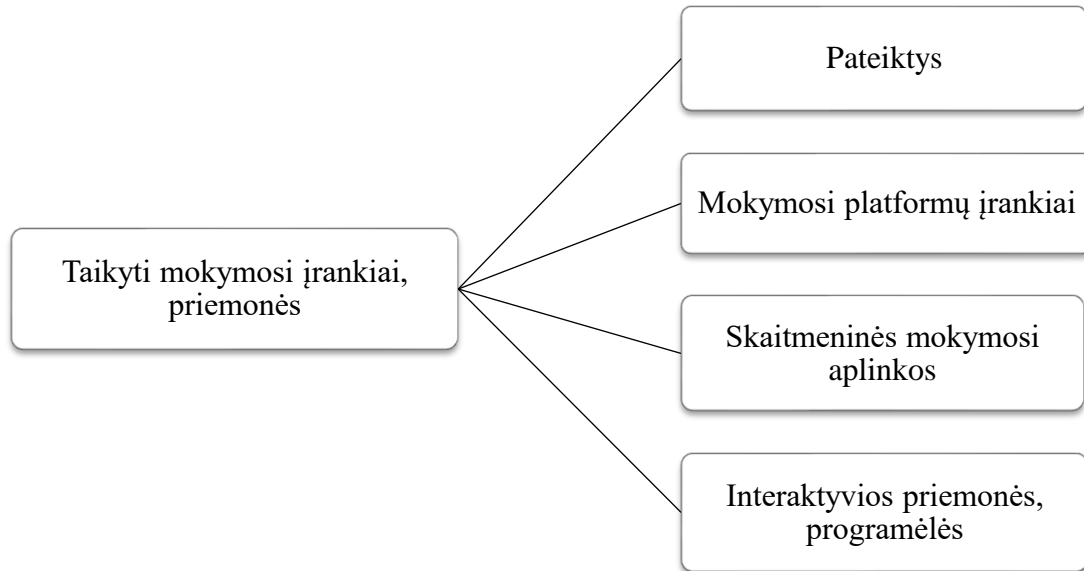 Taikyti mokymosi įrankiai,
priemonės
Pateiktys
Mokymosi platformų įrankiai
Skaitmeninės mokymosi
aplinkos
Interaktyvios priemonės,
programėlės